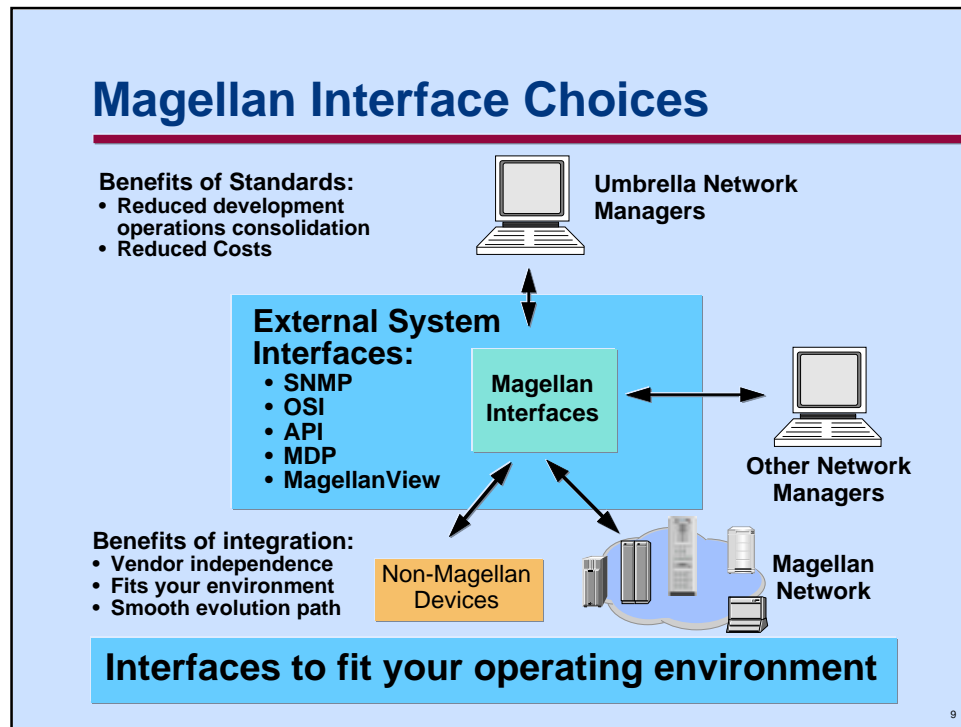 Magellan Interface Choices
Benefits of Standards:
• Reduced development
operations consolidation
• Reduced Costs
Umbrella Network
Managers
External System
Interfaces:
• SNMP
• OSI
• API
• MDP
• MagellanView
Magellan
Interfaces
Other Network
Managers
Benefits of integration:
• Vendor independence
• Fits your environment
• Smooth evolution path
Non-Magellan
Devices
Magellan
Network
Interfaces to fit your operating environment
9